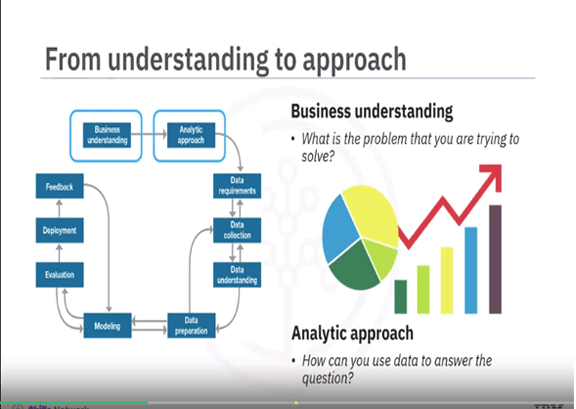 From understanding to approach
Business
understanding
Analytic
approach
Feedback
Data
requirements
Deployment
Data
collection
Evaluation
Data
understanding
Modeling
Data
preparation
Business understanding
• What is the problem that you are trying to
solve?
Analytic approach
• How can you use data to answer the
question?